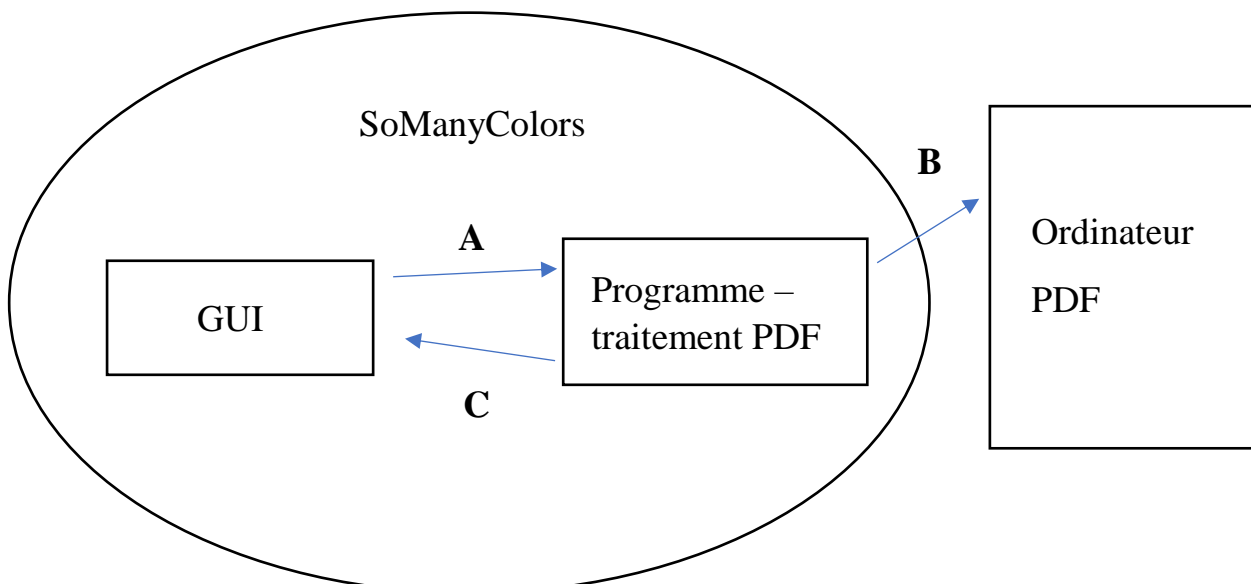 SoManyColors
B
A
Ordinateur
PDF
GUI
Programme –
traitement PDF
C